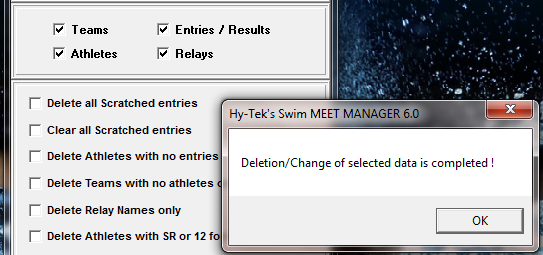 Teams
Entries / Results
Athletes
Relays
Delete all Scratched entries
Clear all Scratched entries
Delete Athletes with no entries
Delete Teams with no athletes
Delete Relay Names only
Delete Athletes with SR or 12
Hy-Tek's Swim MEET MANAGER 6.0
Deletion/Change of selected data is completed !
OK